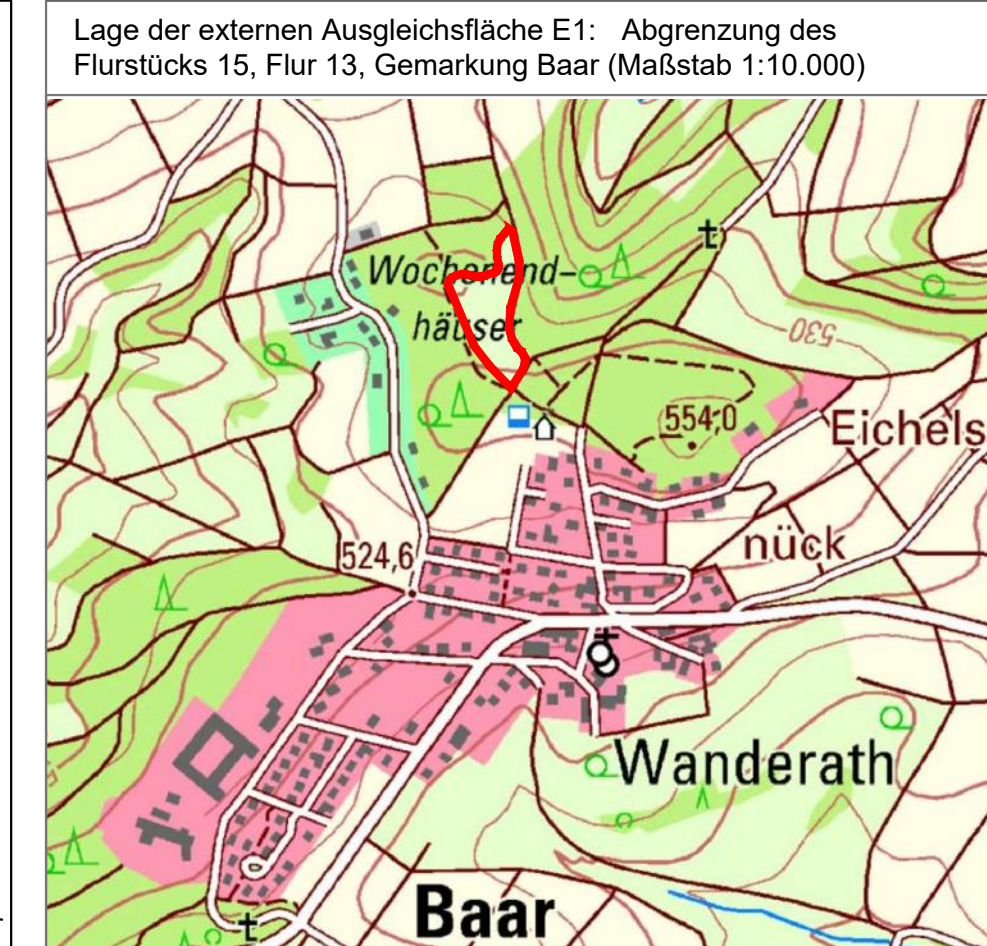 Lage der externen Ausgleichsfläche E1: Abgrenzung des
Flurstücks 15, Flur 13, Gemarkung Baar (Maßstab 1:10.000)
Wochenend-
häuser
530
554,0
Eichels
nück
524,6
Wanderath
Baar